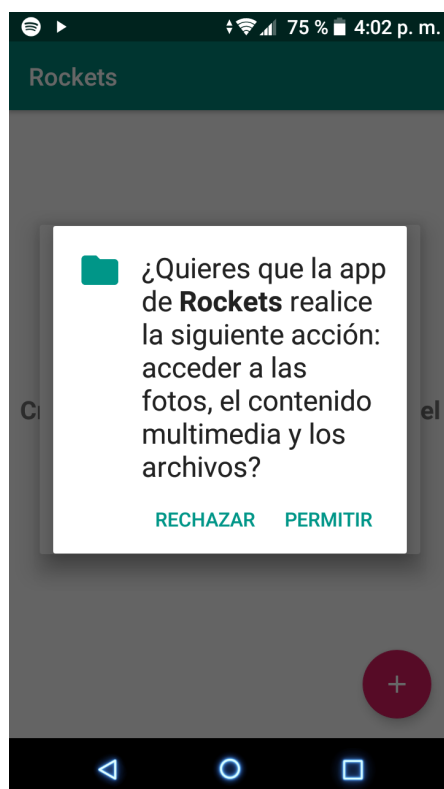 75 % 4:02 p. m.
Rockets
¿Quieres que la app
de Rockets realice
la siguiente acción:
acceder a las
fotos, el contenido
multimedia y los
archivos?
RECHAZAR PERMITIR
el
+